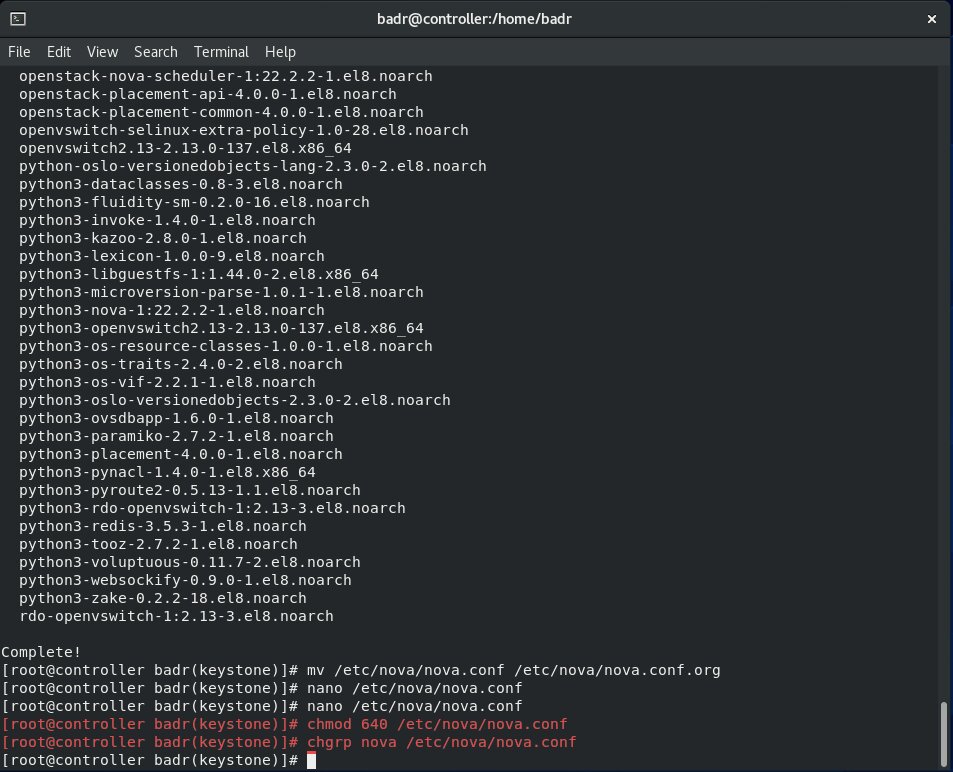 badr@controller:/home/badr
File Edit View Search Terminal Help
openstack-nova-scheduler-1:22.2.2-1.el8.noarch
openstack-placement-api-4.0.0-1.el8.noarch
openstack-placement-common-4.0.0-1.el8.noarch
openvswitch-selinux-extra-policy-1.0-28.el8.noarch
openvswitch2.13-2.13.0-137.el8.x86_64
python-oslo-versionedobjects-lang-2.3.0-2.el8.noarch
python3-dataclasses-0.8-3.el8.noarch
python3-fluidity-sm-0.2.0-16.el8.noarch
python3-invoke-1.4.0-1.el8.noarch
python3-kazoo-2.8.0-1.el8.noarch
python3-lexicon-1.0.0-9.el8.noarch
python3-libguestfs-1:1.44.0-2.el8.x86_64
python3-microversion-parse-1.0.1-1.el8.noarch
python3-nova-1:22.2.2-1.el8.noarch
python3-openvswitch2.13-2.13.0-137.el8.x86_64
python3-os-resource-classes-1.0.0-1.el8.noarch
python3-os-traits-2.4.0-2.el8.noarch
python3-os-vif-2.2.1-1.el8.noarch
python3-oslo-versionedobjects-2.3.0-2.el8.noarch
python3-ovsdbapp-1.6.0-1.el8.noarch
python3-paramiko-2.7.2-1.el8.noarch
python3-placement-4.0.0-1.el8.noarch
python3-pynacl-1.4.0-1.el8.x86_64
python3-pyroute2-0.5.13-1.1.el8.noarch
python3-rdo-openvswitch-1:2.13-3.el8.noarch
python3-redis-3.5.3-1.el8.noarch
python3-tooz-2.7.2-1.el8.noarch
python3-voluptuous-0.11.7-2.el8.noarch
python3-websockify-0.9.0-1.el8.noarch
python3-zake-0.2.2-18.el8.noarch
rdo-openvswitch-1:2.13-3.el8.noarch
Complete!
[root@controller badr(keystone)]# mv /etc/nova/nova.conf /etc/nova/nova.conf.org
[root@controller badr(keystone)]# nano /etc/nova/nova.conf
[root@controller badr(keystone)]# nano /etc/nova/nova.conf
[root@controller badr(keystone)]# chmod 640 /etc/nova/nova.conf
[root@controller badr(keystone)]# chgrp nova /etc/nova/nova.conf
[root@controller badr(keystone)]#